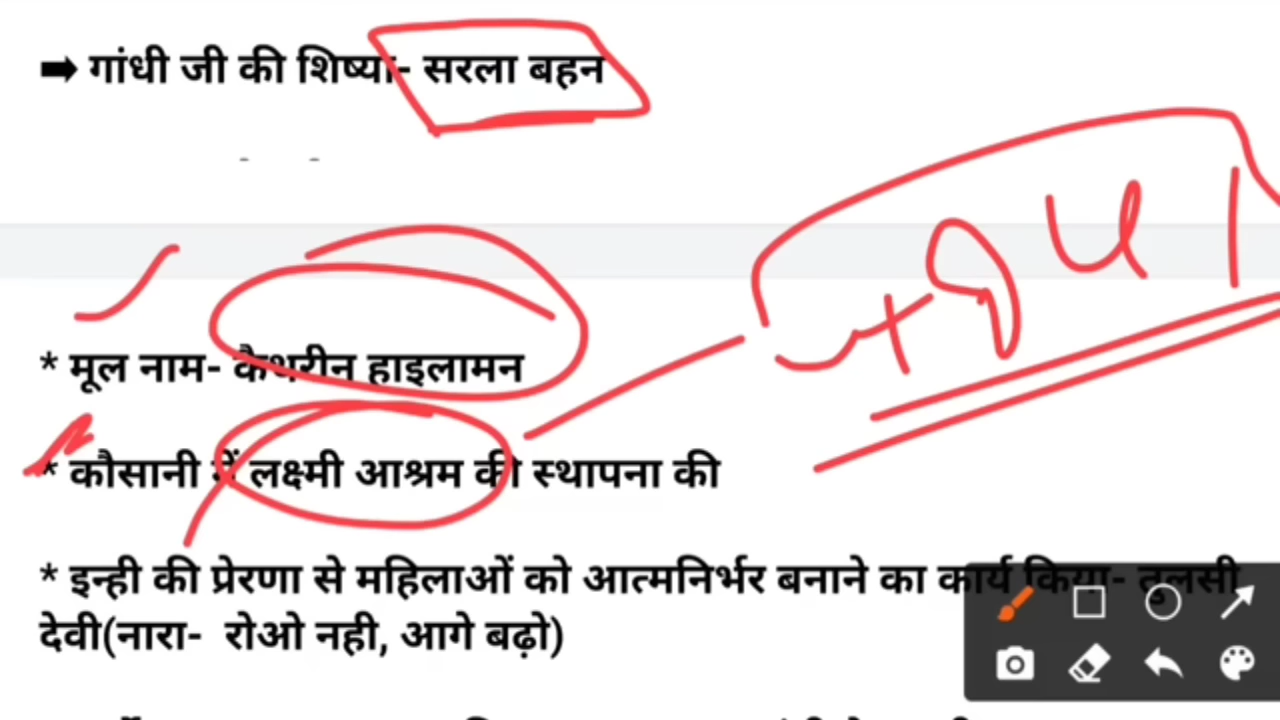 ➡ गांधी जी की शिष्या- सरला बहन
* मूल नाम- कैथरीन हाइलामन
* कौसानी में लक्ष्मी आश्रम की स्थापना की
* इन्ही की प्रेरणा से महिलाओं को आत्मनिर्भर बनाने का कार्य किया- तुलसी
देवी(नारा- रोओ नही, आगे बढ़ो)